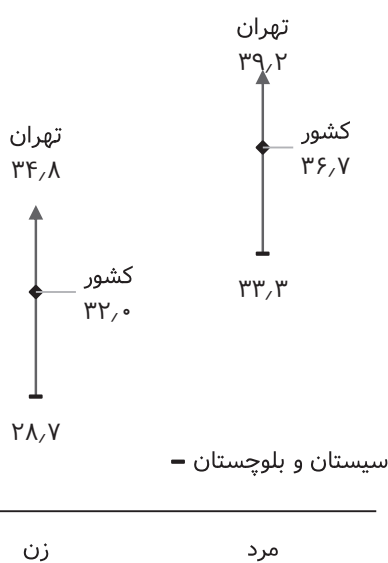 تهران
۳۹٫۲
کشور
۳۶٫۷
۳۳٫۳
تهران
۳۴٫۸
کشور
۳۲٫۰
۲۸٫۷
سیستان و بلوچستان
مرد
زن